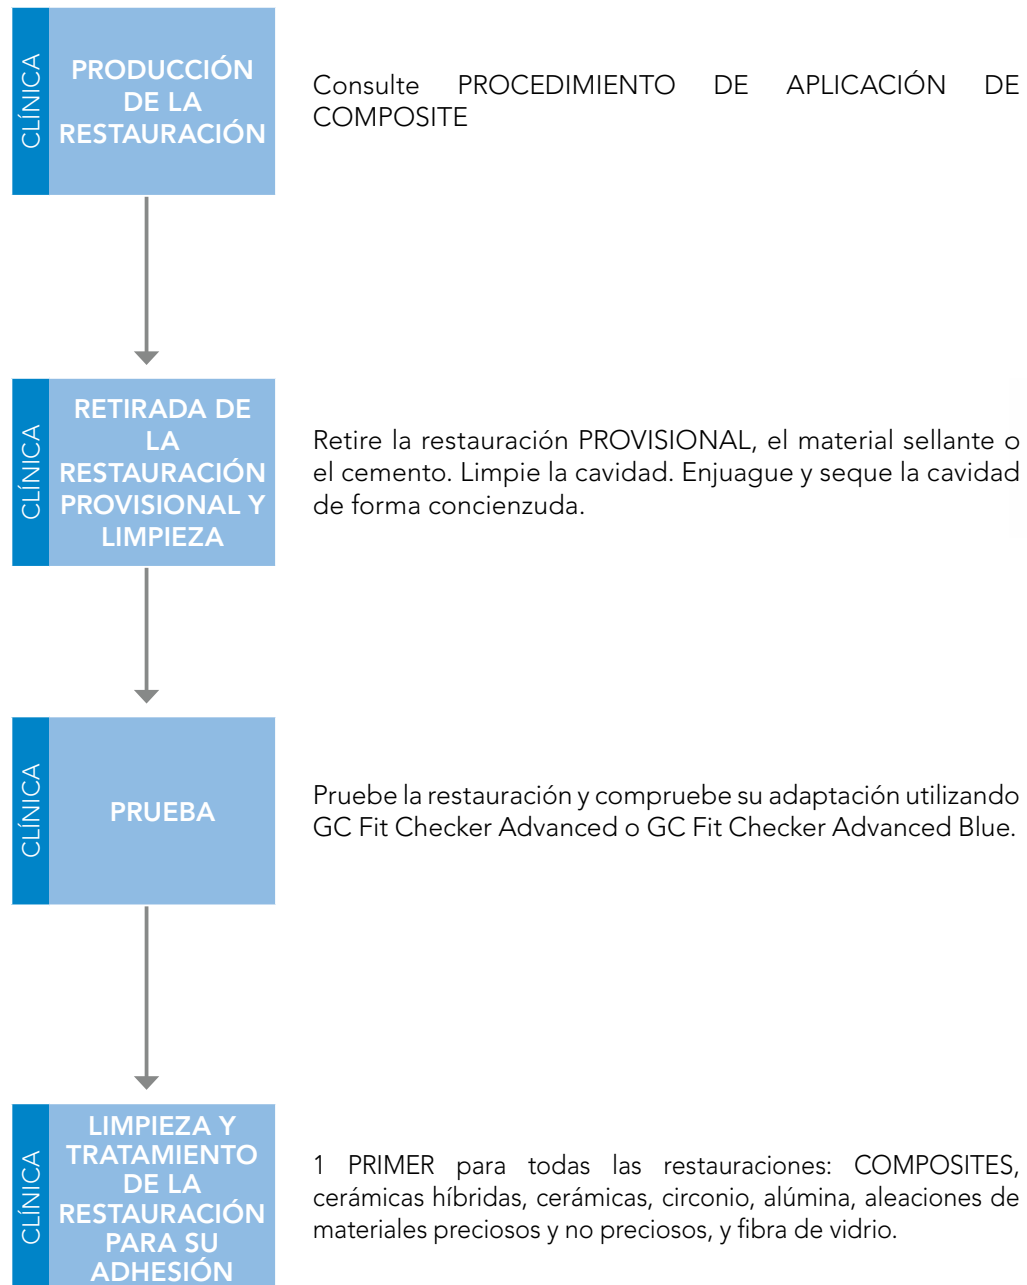 CLÍNICA
PRODUCCIÓN
DE LA
RESTAURACIÓN
Consulte PROCEDIMIENTO DE APLICACIÓN DE
COMPOSITE
CLÍNICA
RETIRADA DE
LA
RESTAURACIÓN
PROVISIONAL Y
LIMPIEZA
Retire la restauración PROVISIONAL, el material sellante o
el cemento. Limpie la cavidad. Enjuague y seque la cavidad
de forma concienzuda.
CLÍNICA
PRUEBA
Pruebe la restauración y compruebe su adaptación utilizando
GC Fit Checker Advanced o GC Fit Checker Advanced Blue.
CLÍNICA
LIMPIEZA Y
TRATAMIENTO
DE LA
RESTAURACIÓN
PARA SU
ADHESIÓN
1 PRIMER para todas las restauraciones: COMPOSITES,
cerámicas híbridas, cerámicas, circonio, alúmina, aleaciones de
materiales preciosos y no preciosos, y fibra de vidrio.